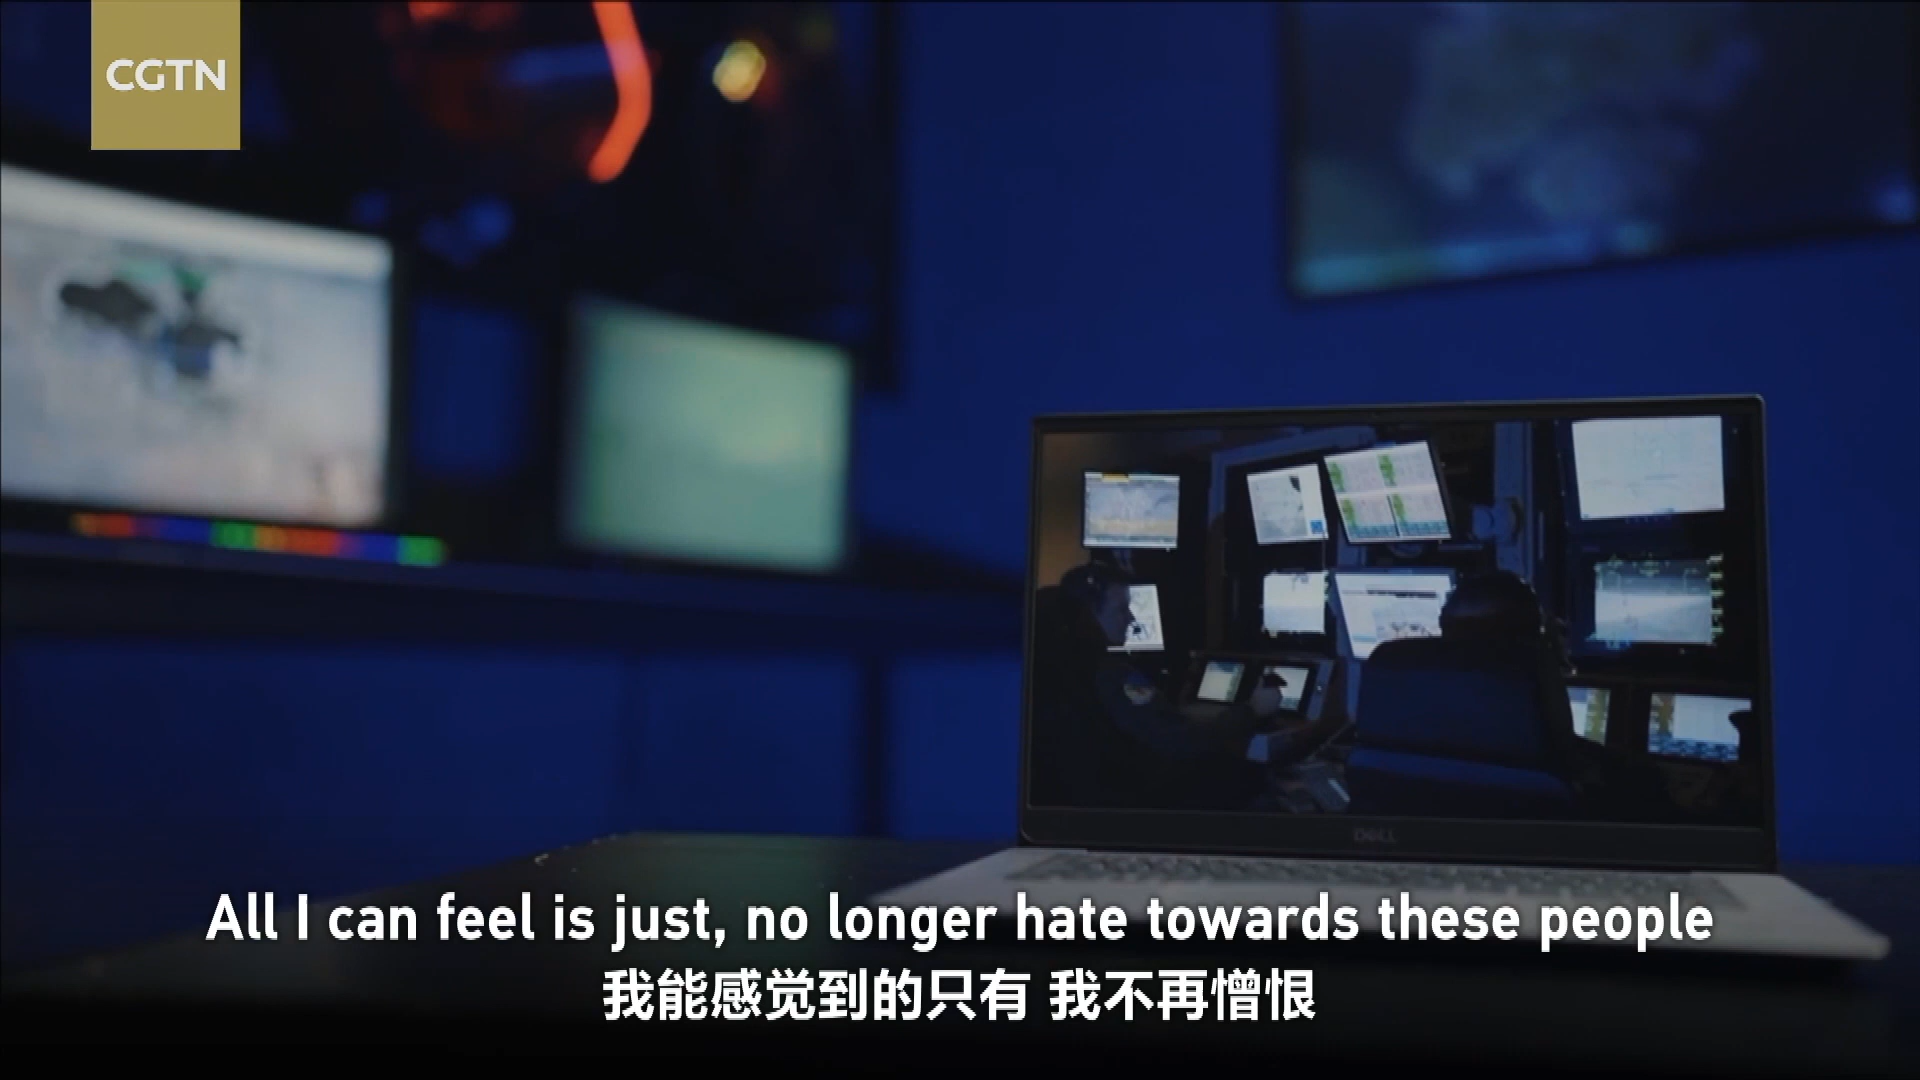 CGTN
DELL
All I can feel is just, no longer hate towards these people
我能感觉到的只有 我不再憎恨